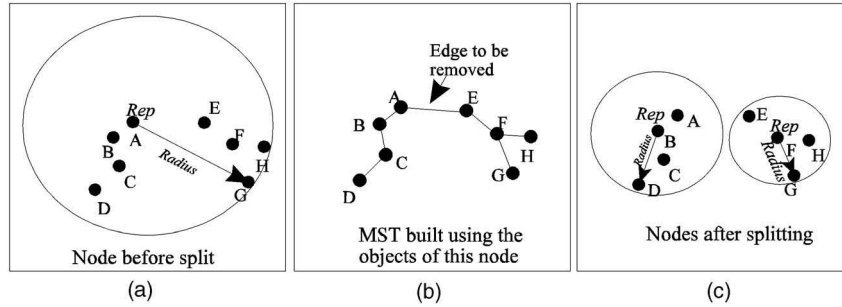 Rep
A
B
C
D
E
F
H
G
Radius
Node before split
(a)
Edge to be
removed
A
B
C
D
E
F
H
G
MST built using the
objects of this node
(b)
Rep
A
B
C
D
Radius
E
Rep
F
H
G
Radius
Nodes after splitting
(c)